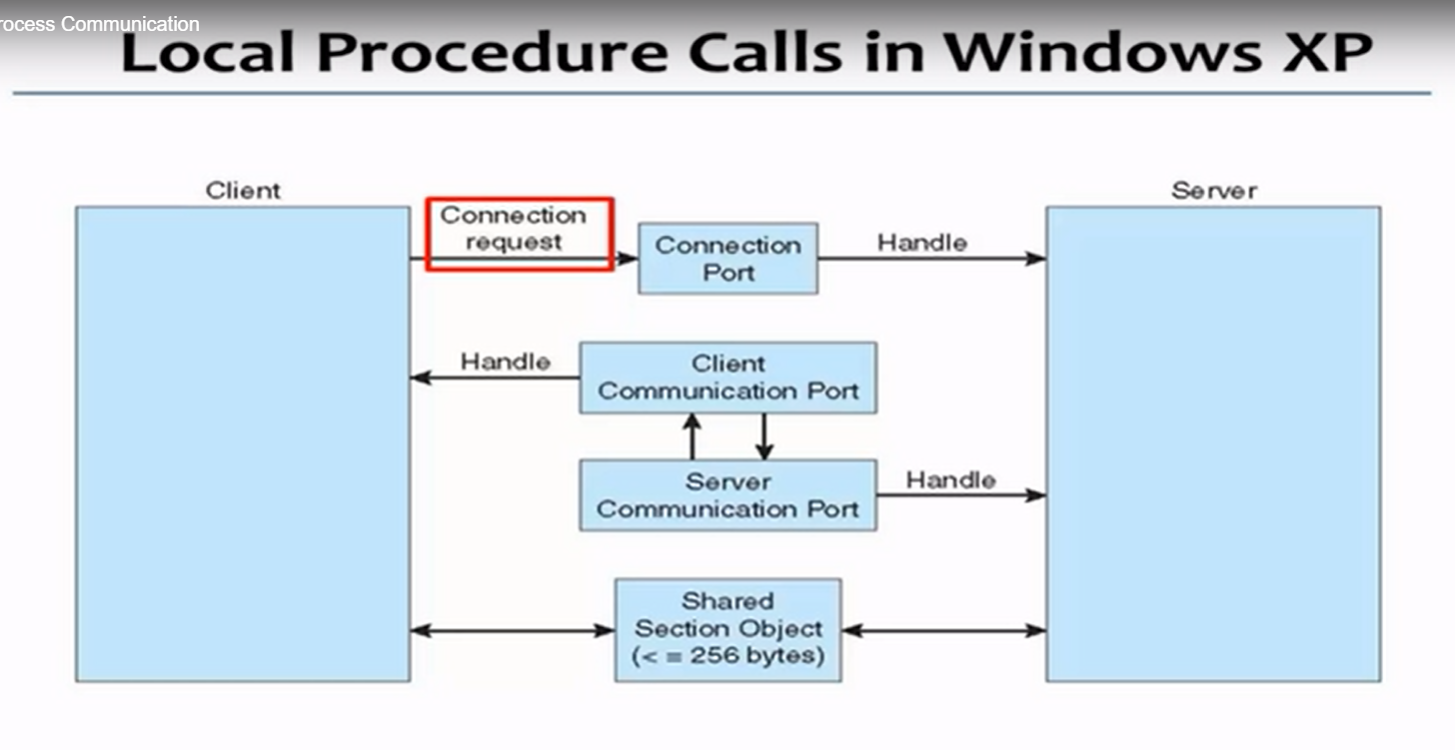 rocess Communication
Local Procedure Calls in Windows XP
Client
Server
Connection
request
Connection
Port
Handle
Handle
Client
Communication Port
Server
Communication Port
Handle
Shared
Section Object
(< = 256 bytes)